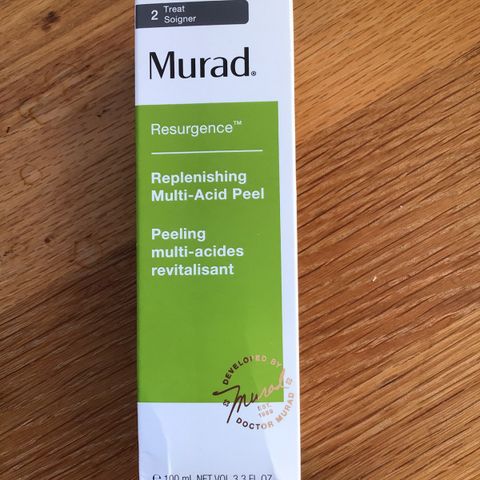 2 Treat
Soigner
Murad®
Resurgence™
Replenishing
Multi-Acid Peel
Peeling
multi-acides
revitalisant
DEVELOPED BY
Murad
EST.
1989
DOCTOR MURAD
℮ 100 mL NET VOL 3.3 FL OZ